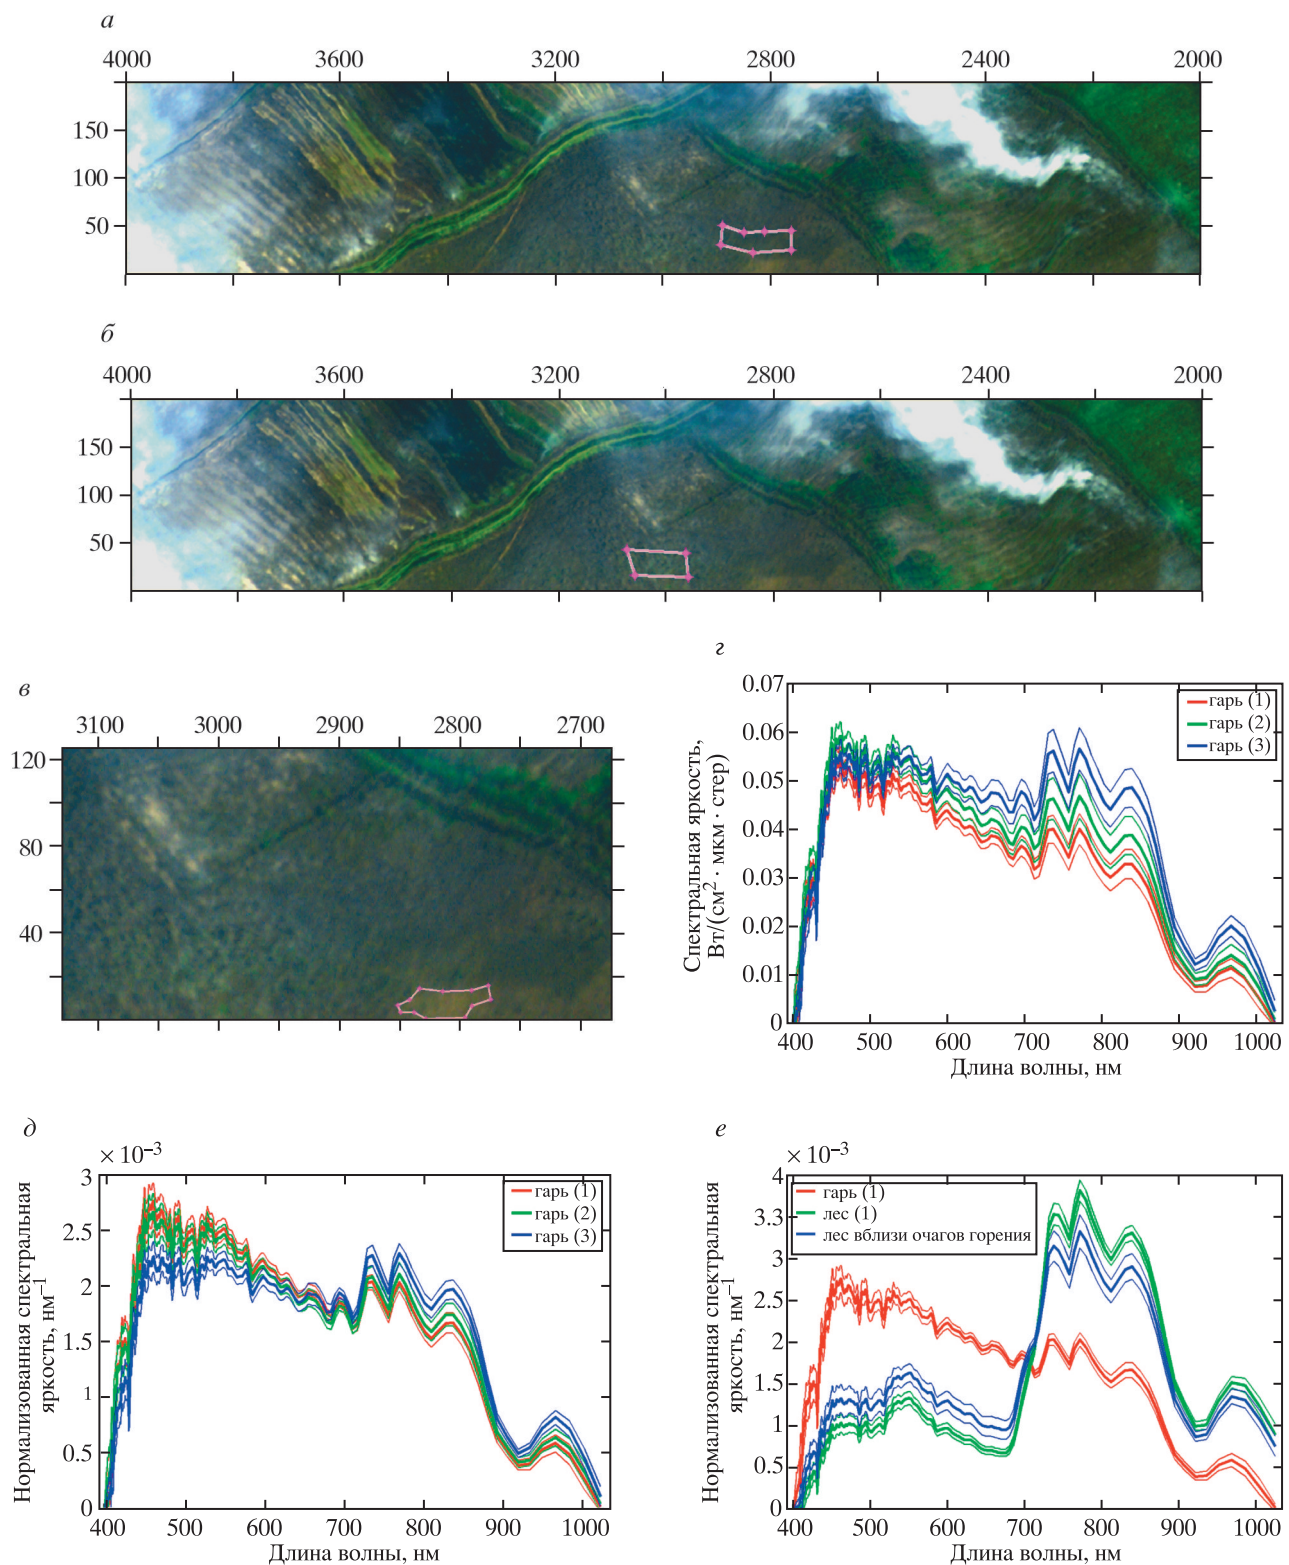 а
4000 3600 3200 2800 2400 2000
150
100
50
б
4000 3600 3200 2800 2400 2000
150
100
50
в
3100 3000 2900 2800 2700
120
80
40
г
Спектральная яркость,
Вт/(см² · мкм · стер)
0.07
0.06
0.05
0.04
0.03
0.02
0.01
0
гарь (1)
гарь (2)
гарь (3)
400 500 600 700 800 900 1000
Длина волны, нм
д
× 10⁻³
Нормализованная спектральная
яркость, нм⁻¹
3
2.5
2
1.5
1
0.5
0
гарь (1)
гарь (2)
гарь (3)
400 500 600 700 800 900 1000
Длина волны, нм
е
× 10⁻³
Нормализованная спектральная
яркость, нм⁻¹
4
3.3
3
2.5
2
1.5
1
0.5
0
гарь (1)
лес (1)
лес вблизи очагов горения
400 500 600 700 800 900 1000
Длина волны, нм